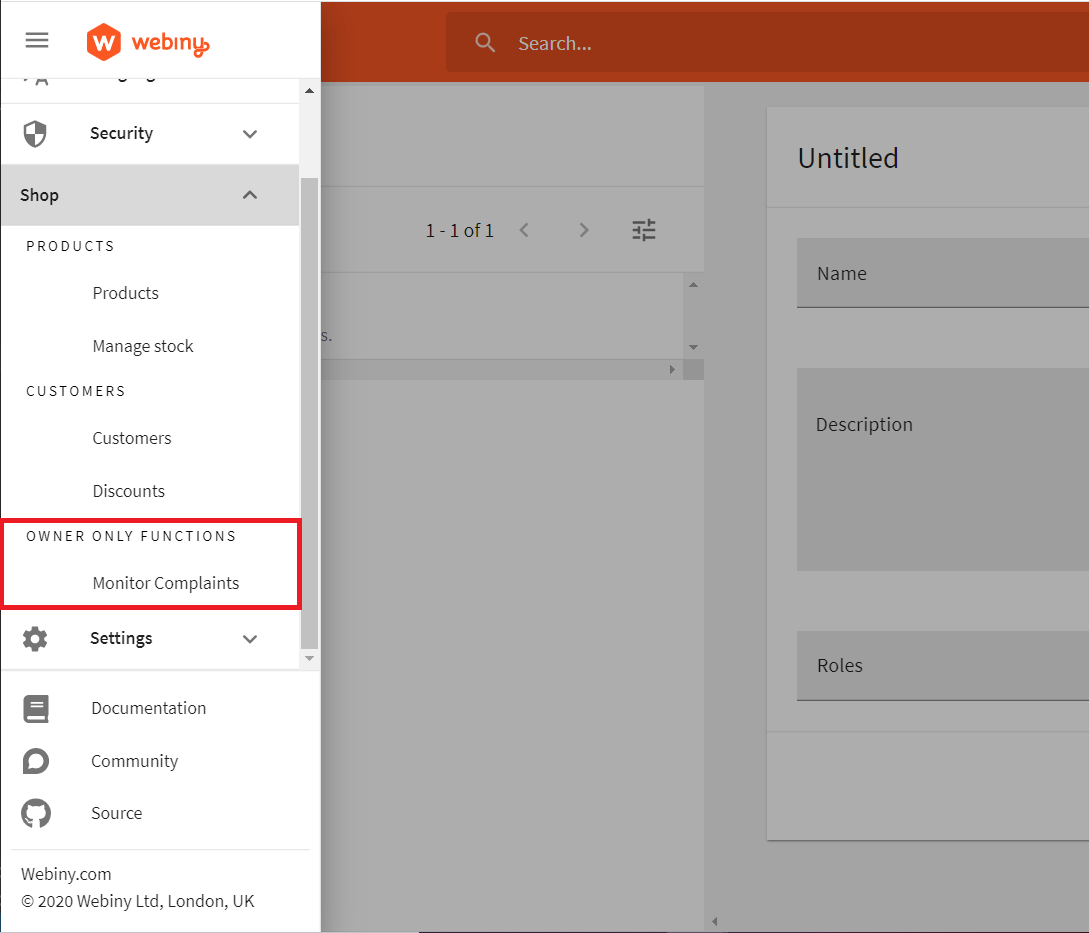 webiny
Search...
Security
Shop
PRODUCTS
Products
Manage stock
CUSTOMERS
Customers
Discounts
OWNER ONLY FUNCTIONS
Monitor Complaints
Settings
Documentation
Community
Source
Webiny.com
© 2020 Webiny Ltd, London, UK
1 - 1 of 1
s.
Untitled
Name
Description
Roles